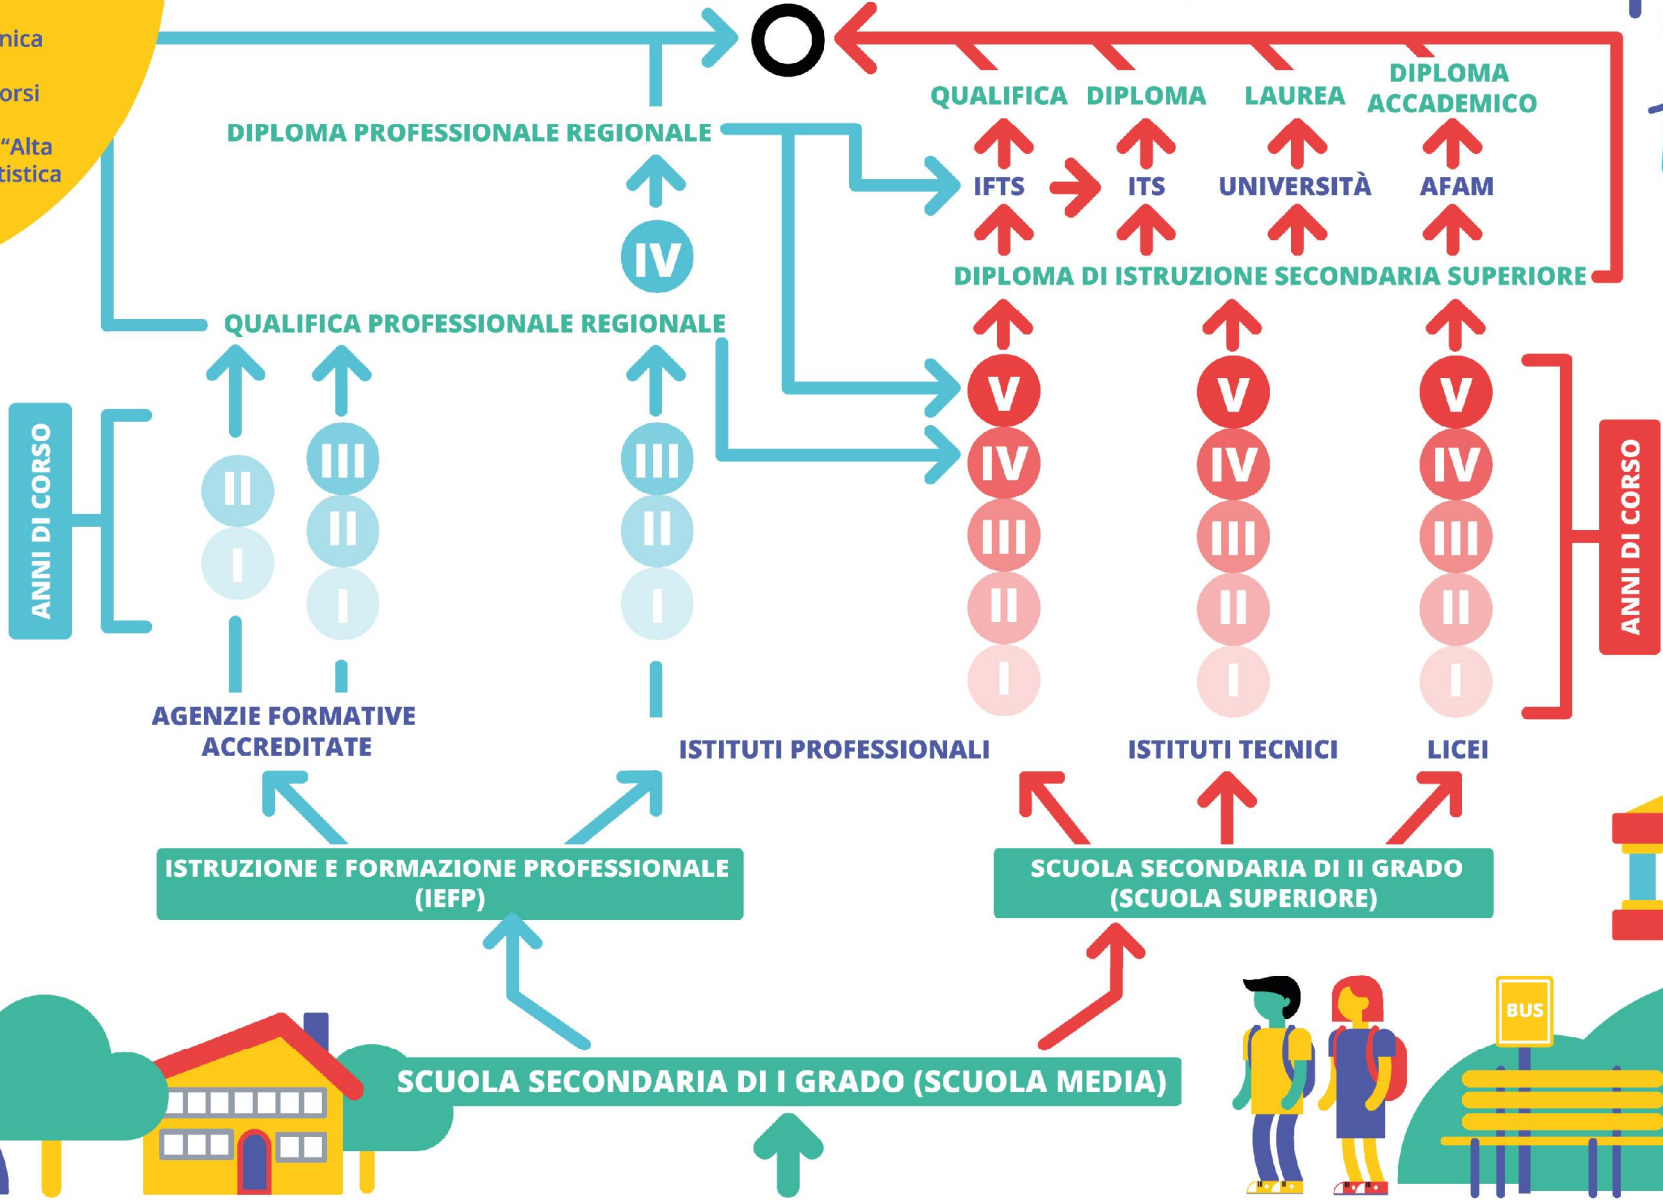 nica
orsi
“Alta
tistica
QUALIFICA
DIPLOMA
LAUREA
DIPLOMA
ACCADEMICO
DIPLOMA PROFESSIONALE REGIONALE
IFTS
ITS
UNIVERSITÀ
AFAM
IV
DIPLOMA DI ISTRUZIONE SECONDARIA SUPERIORE
QUALIFICA PROFESSIONALE REGIONALE
ANNI DI CORSO
II
I
III
II
I
III
II
I
V
IV
III
II
I
V
IV
III
II
I
V
IV
III
II
I
ANNI DI CORSO
AGENZIE FORMATIVE
ACCREDITATE
ISTITUTI PROFESSIONALI
ISTITUTI TECNICI
LICEI
ISTRUZIONE E FORMAZIONE PROFESSIONALE
(IEFP)
SCUOLA SECONDARIA DI II GRADO
(SCUOLA SUPERIORE)
BUS
SCUOLA SECONDARIA DI I GRADO (SCUOLA MEDIA)